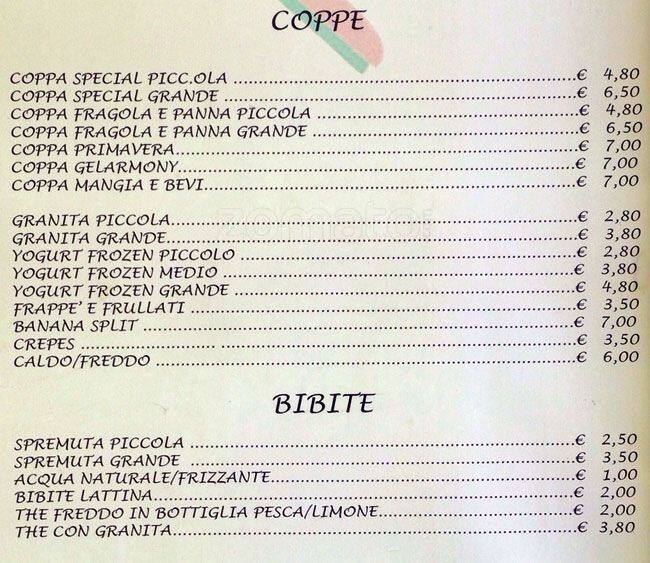 COPPE
COPPA SPECIAL PICC.OLA ........ € 4,80
COPPA SPECIAL GRANDE ........ € 6,50
COPPA FRAGOLA E PANNA PICCOLA ........ € 4,80
COPPA FRAGOLA E PANNA GRANDE ........ € 6,50
COPPA PRIMAVERA ........ € 7,00
COPPA GELARMONY ........ € 7,00
COPPA MANGIA E BEVI ........ € 7,00
zomato
GRANITA PICCOLA ........ € 2,80
GRANITA GRANDE ........ € 3,80
YOGURT FROZEN PICCOLO ........ € 2,80
YOGURT FROZEN MEDIO ........ € 3,80
YOGURT FROZEN GRANDE ........ € 4,80
FRAPPE' E FRULLATI ........ € 3,50
BANANA SPLIT ........ € 7,00
CREPES ........ € 3,50
CALDO/FREDDO ........ € 6,00
BIBITE
SPREMUTA PICCOLA ........ € 2,50
SPREMUTA GRANDE ........ € 3,50
ACQUA NATURALE/FRIZZANTE ........ € 1,00
BIBITE LATTINA ........ € 2,00
THE FREDDO IN BOTTIGLIA PESCA/LIMONE ........ € 2,00
THE CON GRANITA ........ € 3,80